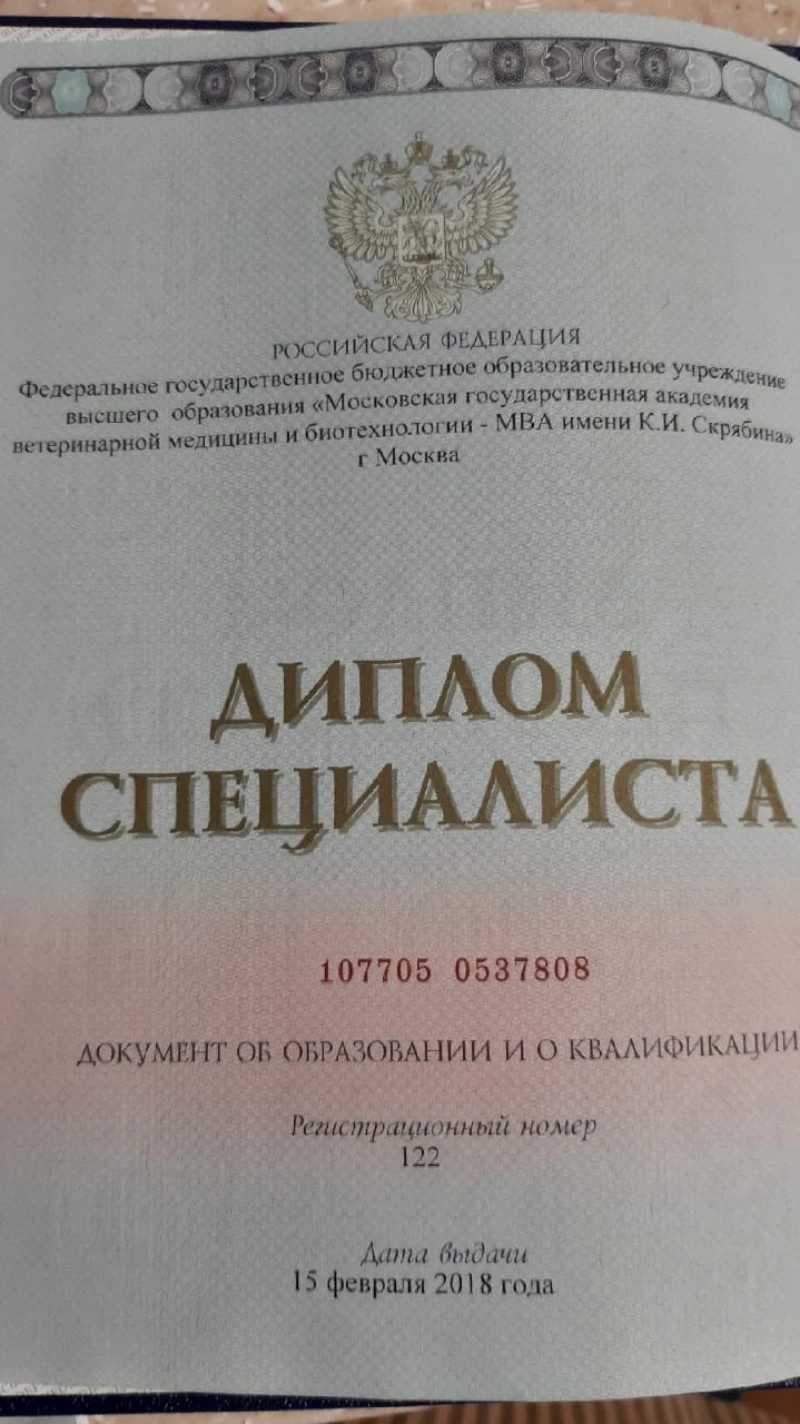 РОССИЙСКАЯ ФЕДЕРАЦИЯ
Федеральное государственное бюджетное образовательное учреждение
высшего образования «Московская государственная академия
ветеринарной медицины и биотехнологии - МВА имени К.И. Скрябина»
г Москва
ДИПЛОМ
СПЕЦИАЛИСТА
107705 0537808
ДОКУМЕНТ ОБ ОБРАЗОВАНИИ И О КВАЛИФИКАЦИИ
Регистрационный номер
122
Дата выдачи
15 февраля 2018 года